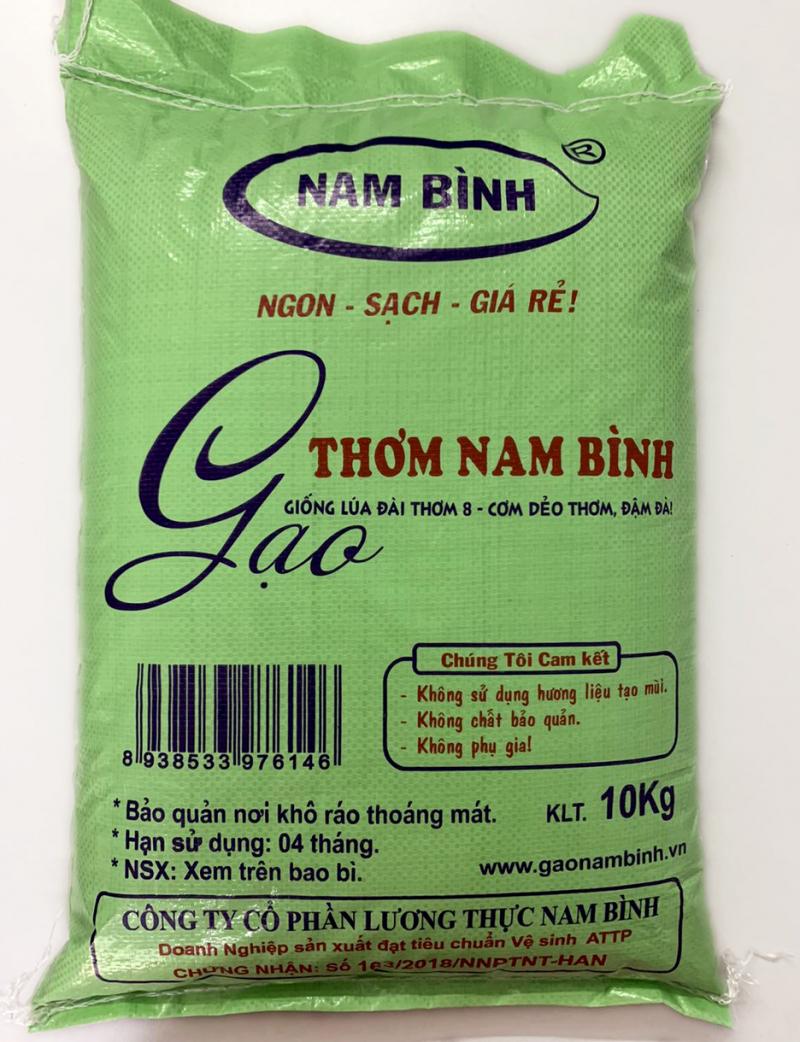 NAM BÌNH ®
NGON - SẠCH - GIÁ RẺ!
Gạo
THƠM NAM BÌNH
GIỐNG LÚA ĐÀI THƠM 8 - CƠM DẺO THƠM, ĐẬM ĐÀ!
Chúng Tôi Cam kết
- Không sử dụng hương liệu tạo mùi.
- Không chất bảo quản.
- Không phụ gia!
8 938533 976146
* Bảo quản nơi khô ráo thoáng mát.
KLT. 10Kg
* Hạn sử dụng: 04 tháng.
* NSX: Xem trên bao bì.
www.gaonambinh.vn
CÔNG TY CỔ PHẦN LƯƠNG THỰC NAM BÌNH
Doanh Nghiệp sản xuất đạt tiêu chuẩn Vệ sinh ATTP
CHỨNG NHẬN: Số /2018/NNPTNT-HAN